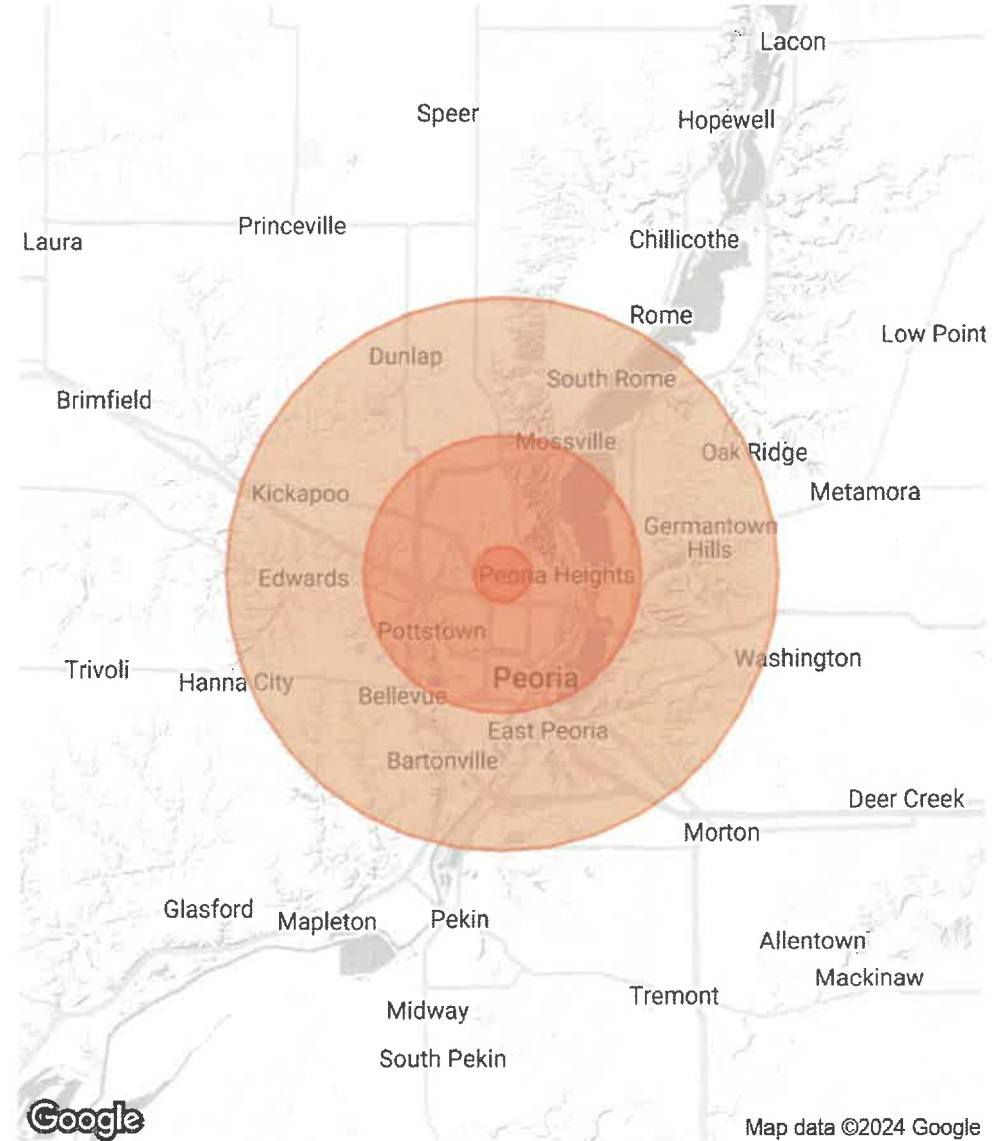 Lacon
Speer
Hopewell
Princeville
Laura
Chillicothe
Rome
Low Point
Dunlap
South Rome
Brimfield
Mossville
Oak Ridge
Kickapoo
Metamora
Germantown
Hills
Edwards
Peoria Heights
Pottstown
Washington
Trivoli
Hanna City
Peoria
Bellevue
East Peoria
Bartonville
Deer Creek
Morton
Glasford
Mapleton
Pekin
Allentown
Mackinaw
Tremont
Midway
South Pekin
Google
Map data ©2024 Google